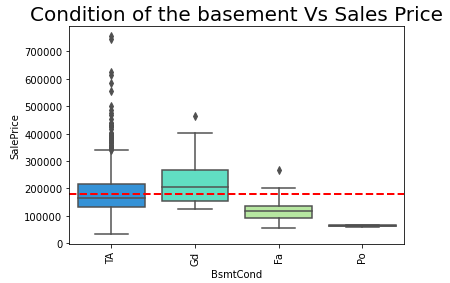 Condition of the basement Vs Sales Price
700000
600000
500000
400000
300000
200000
100000
0
SalePrice
TA
Gd
Fa
Po
BsmtCond